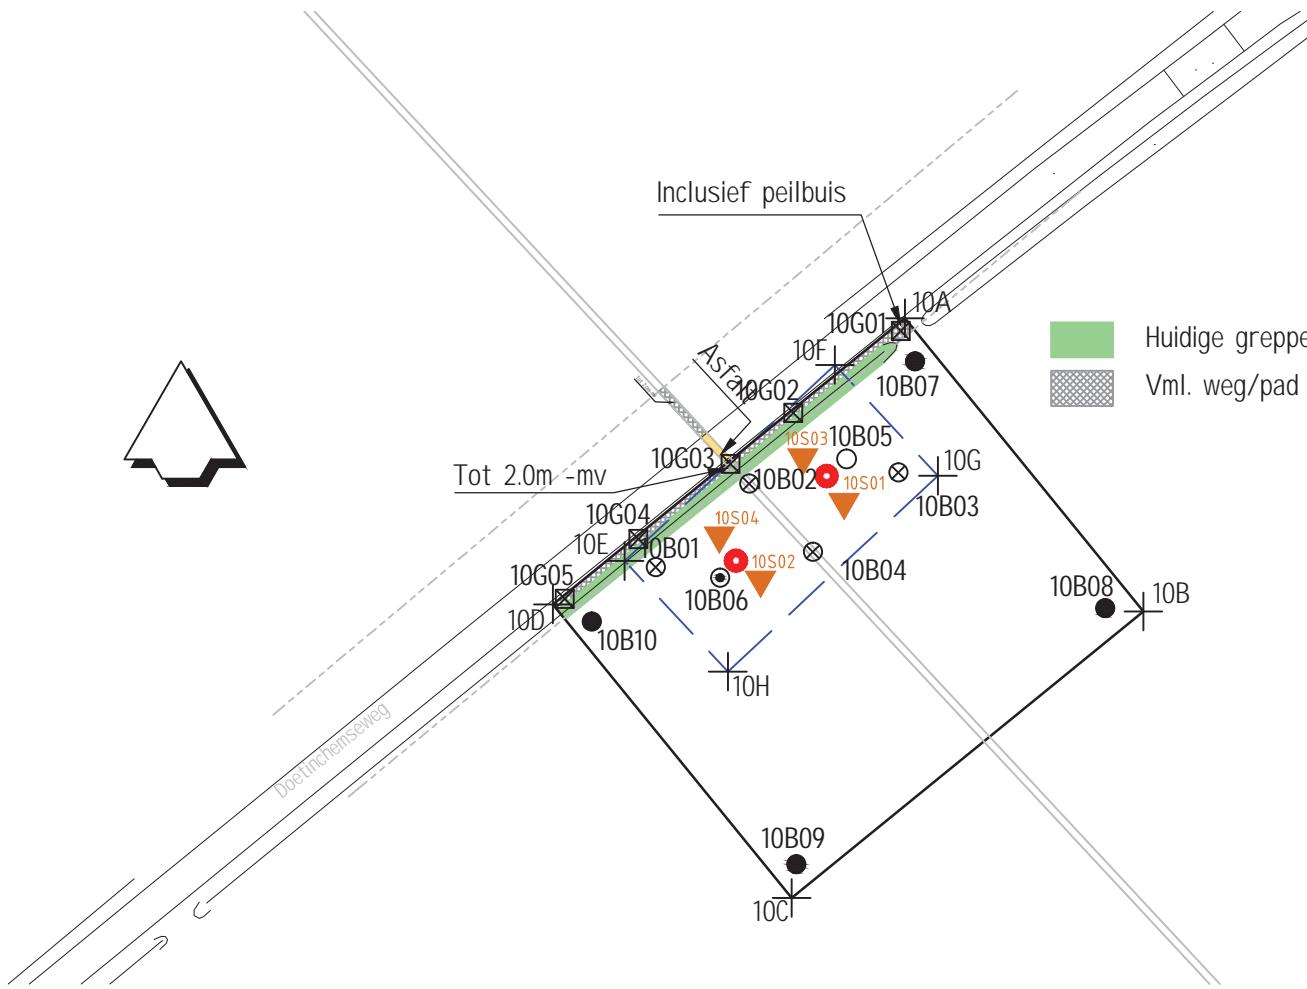 Inclusief peilbuis
10A
10G01
Huidige greppe
10F
Asfalt
10B07
Vml. weg/pad
10G02
10S03
10B05
10G03
10G
Tot 2.0m -mv
10B02
10S01
10B03
10G04
10S04
10E
10B01
10S02
10B04
10G05
10B06
10B08
10B
10D
10B10
10H
Doetinchemseweg
10B09
10C